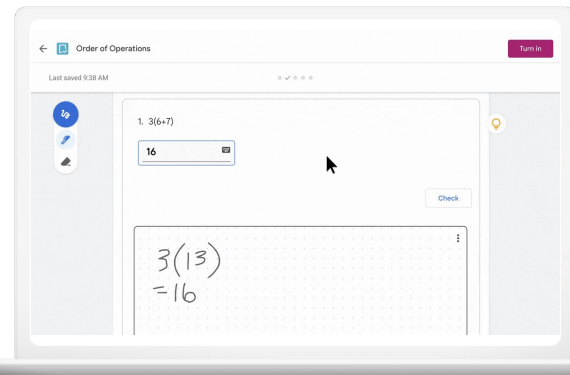 Order of Operations
Turn in
Last saved 9:38 AM
1. 3(6+7)
16
Check
3(13)
=16